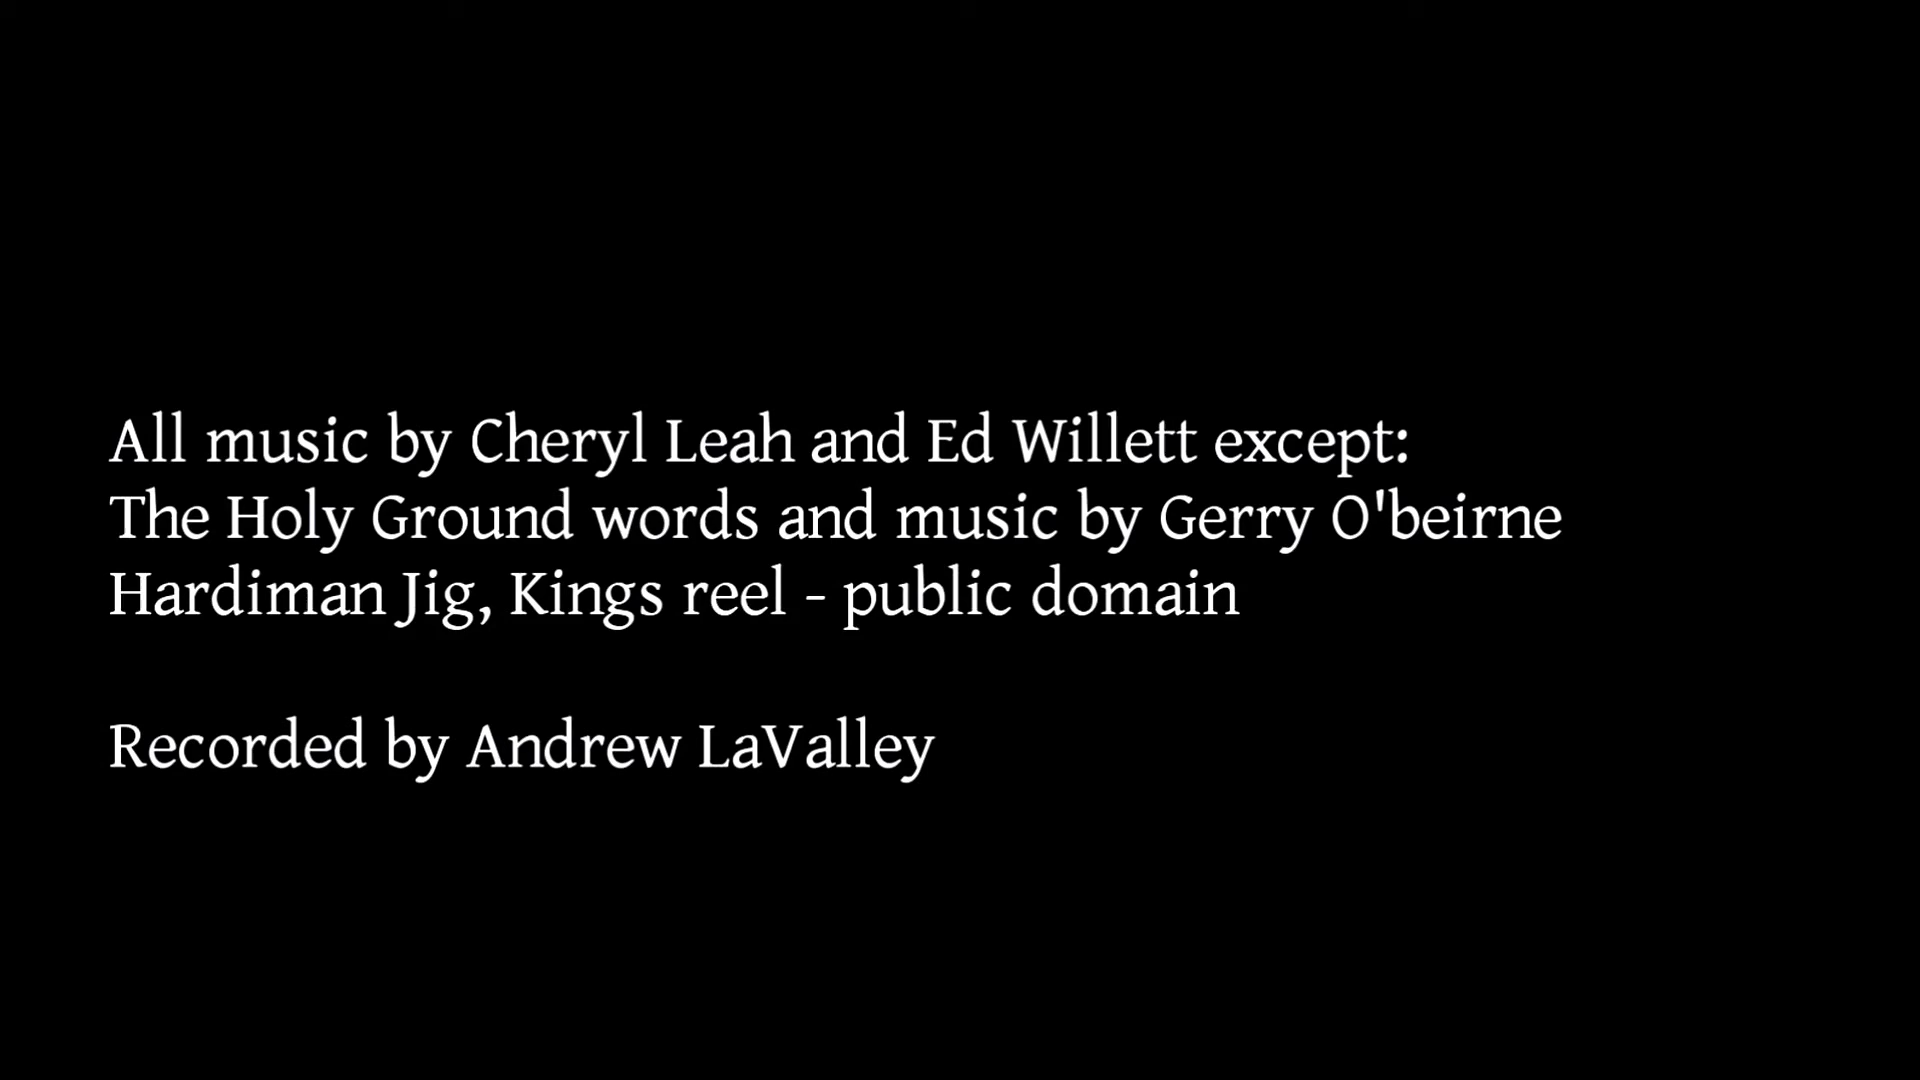 All music by Cheryl Leah and Ed Willett except:
The Holy Ground words and music by Gerry O'beirne
Hardiman Jig, Kings reel - public domain
Recorded by Andrew LaValley